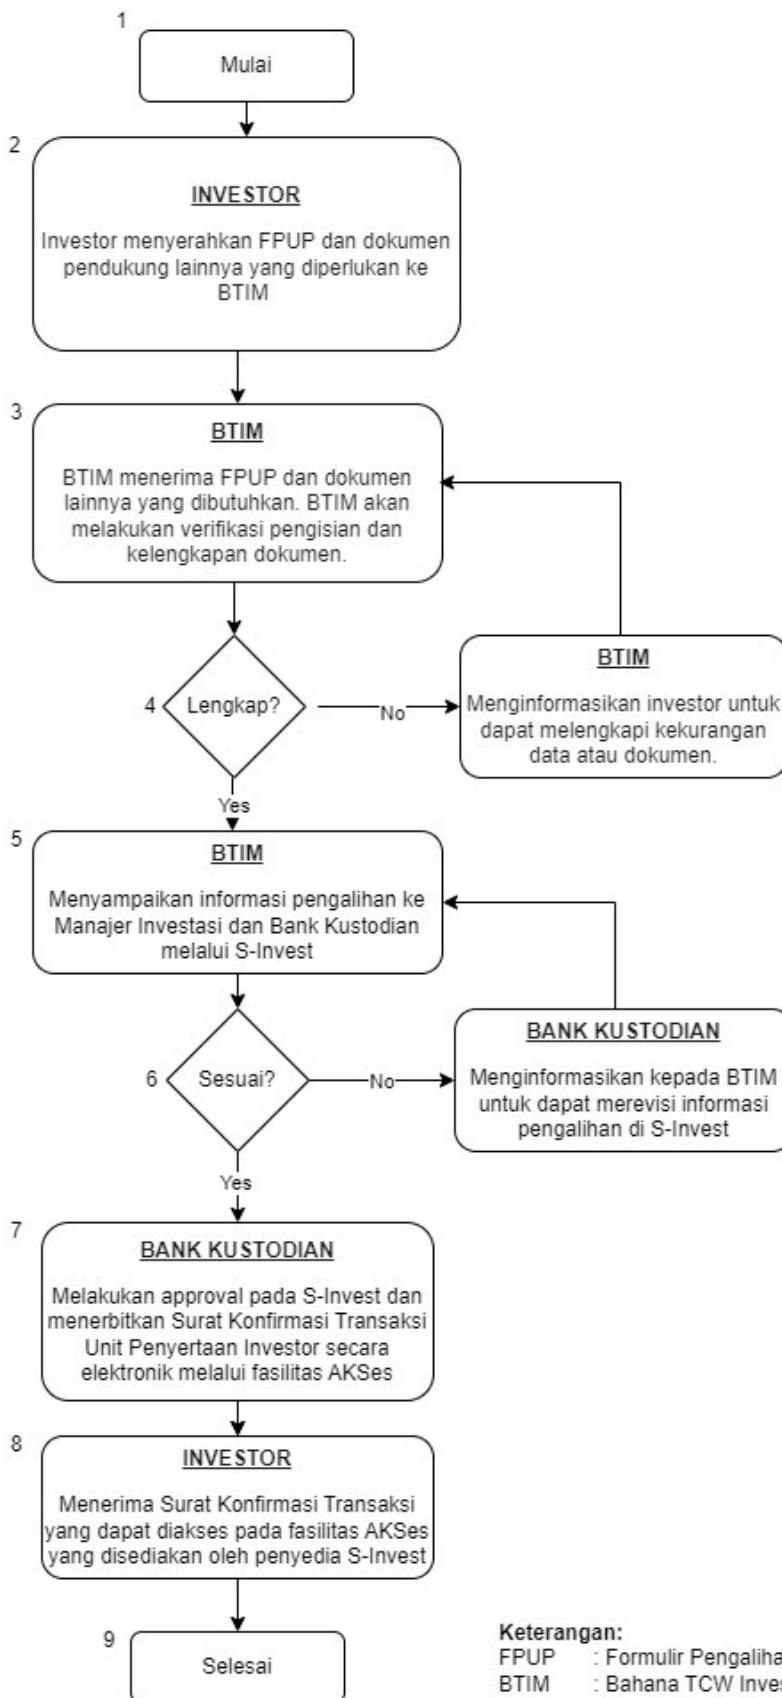 1
Mulai
2
INVESTOR
Investor menyerahkan FPUP dan dokumen
pendukung lainnya yang diperlukan ke
BTIM
3
BTIM
BTIM menerima FPUP dan dokumen
lainnya yang dibutuhkan. BTIM akan
melakukan verifikasi pengisian dan
kelengkapan dokumen.
4
Lengkap?
No
BTIM
Menginformasikan investor untuk
dapat melengkapi kekurangan
data atau dokumen.
Yes
5
BTIM
Menyampaikan informasi pengalihan ke
Manajer Investasi dan Bank Kustodian
melalui S-Invest
6
Sesuai?
No
BANK KUSTODIAN
Menginformasikan kepada BTIM
untuk dapat merevisi informasi
pengalihan di S-Invest
Yes
7
BANK KUSTODIAN
Melakukan approval pada S-Invest dan
menerbitkan Surat Konfirmasi Transaksi
Unit Penyertaan Investor secara
elektronik melalui fasilitas AKSes
8
INVESTOR
Menerima Surat Konfirmasi Transaksi
yang dapat diakses pada fasilitas AKSes
yang disediakan oleh penyedia S-Invest
9
Selesai
Keterangan:
FPUP : Formulir
BTIM : Bahana TCW